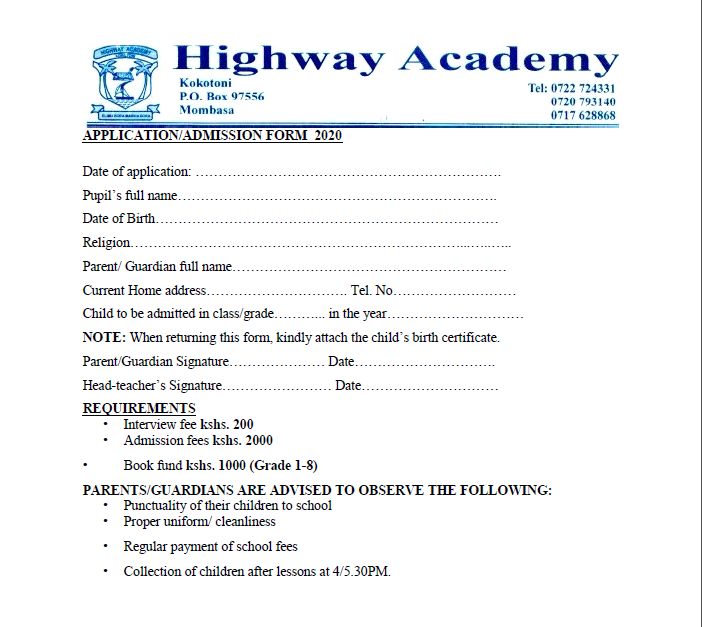 HIGHWAY ACADEMY
Highway Academy
Kokotoni
P.O. Box 97556
Mombasa
Tel: 0722 724331
0720 793140
0717 628868
APPLICATION/ADMISSION FORM 2020
Date of application: ……………………………………………………………….
Pupil’s full name………………………………………………………………….
Date of Birth………………………………………………………………………
Religion……………………………………………………………………...…..…..
Parent/ Guardian full name…………………………………………………………
Current Home address…………………………… Tel. No…………………………
Child to be admitted in class/grade………... in the year……………………………
NOTE: When returning this form, kindly attach the child’s birth certificate.
Parent/Guardian Signature…………………… Date…………………………….
Head-teacher’s Signature…………………… Date……………………………
REQUIREMENTS
• Interview fee kshs. 200
• Admission fees kshs. 2000
• Book fund kshs. 1000 (Grade 1-8)
PARENTS/GUARDIANS ARE ADVISED TO OBSERVE THE FOLLOWING:
• Punctuality of their children to school
• Proper uniform/ cleanliness
• Regular payment of school fees
• Collection of children after lessons at 4/5.30PM.